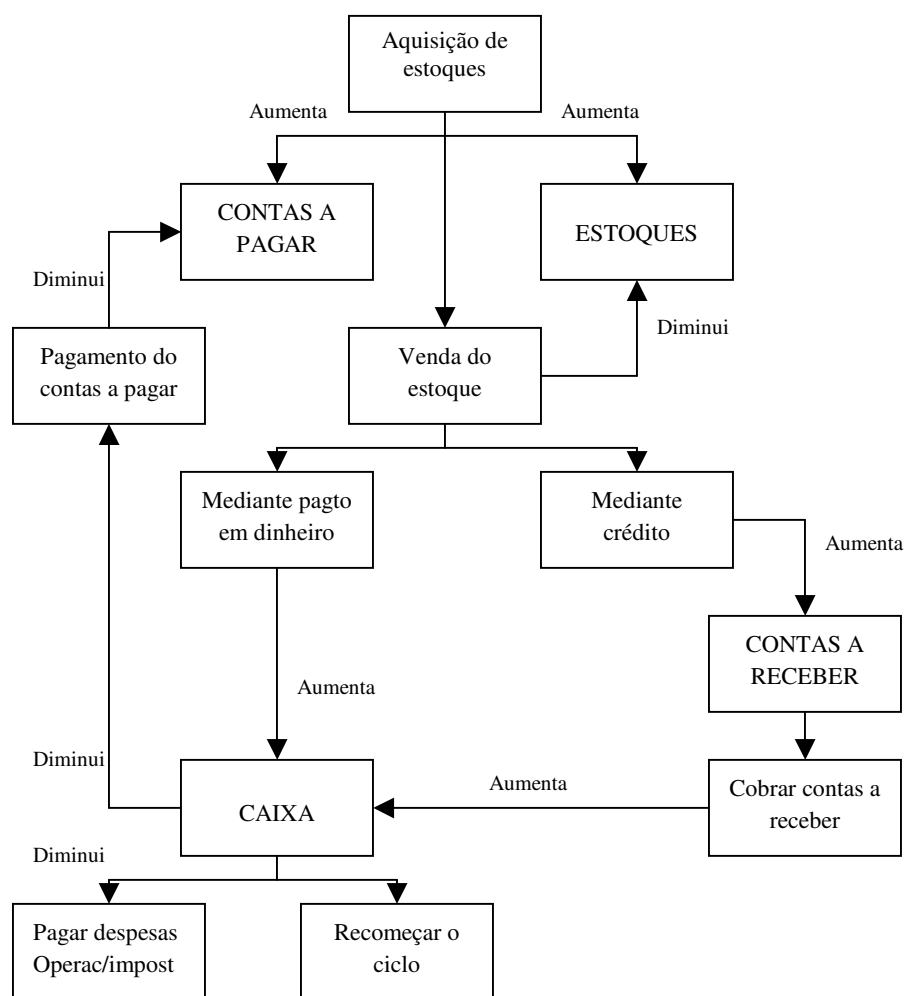 Aquisição de
estoques
Aumenta
Aumenta
CONTAS A
PAGAR
ESTOQUES
Diminui
Diminui
Pagamento do
contas a pagar
Venda do
estoque
Mediante pagto
em dinheiro
Mediante
crédito
Aumenta
CONTAS A
RECEBER
Aumenta
Diminui
CAIXA
Aumenta
Cobrar contas a
receber
Diminui
Pagar despesas
Operac/impost
Recomeçar o
ciclo